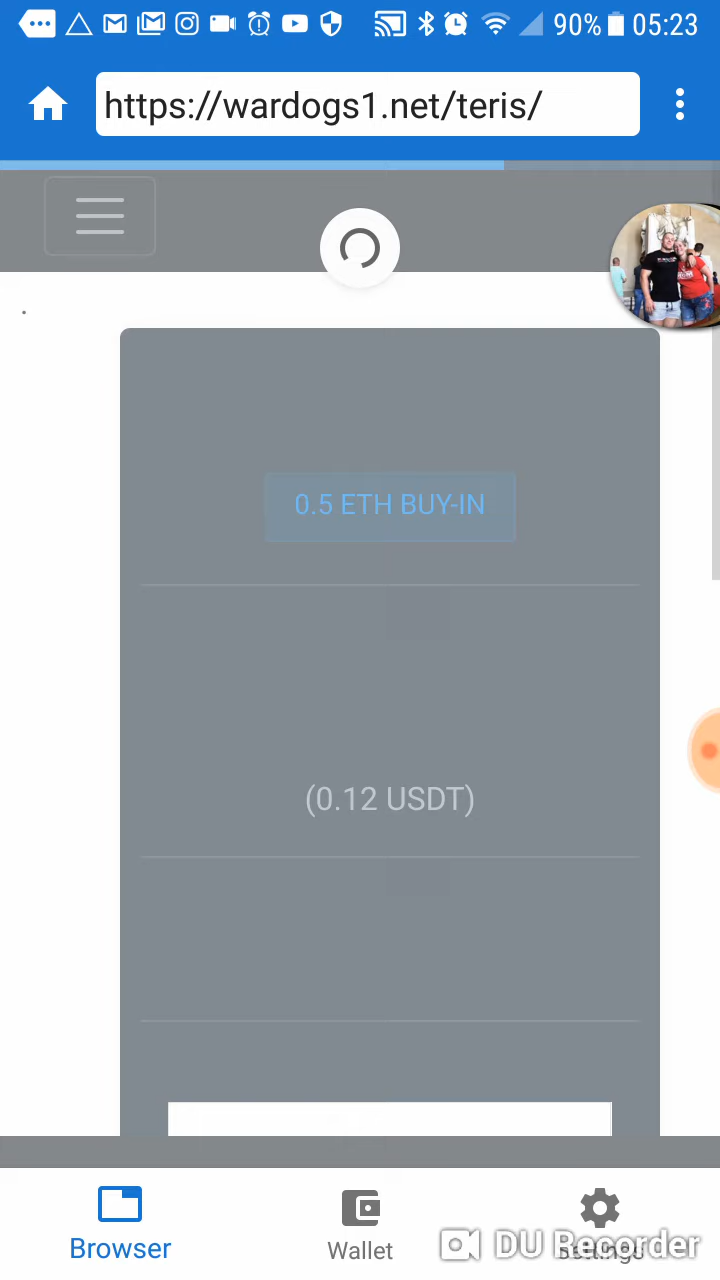 90% 05:23
https://wardogs1.net/teris/
0.5 ETH BUY-IN
(0.12 USDT)
Browser
Wallet
Settings
DU Recorder